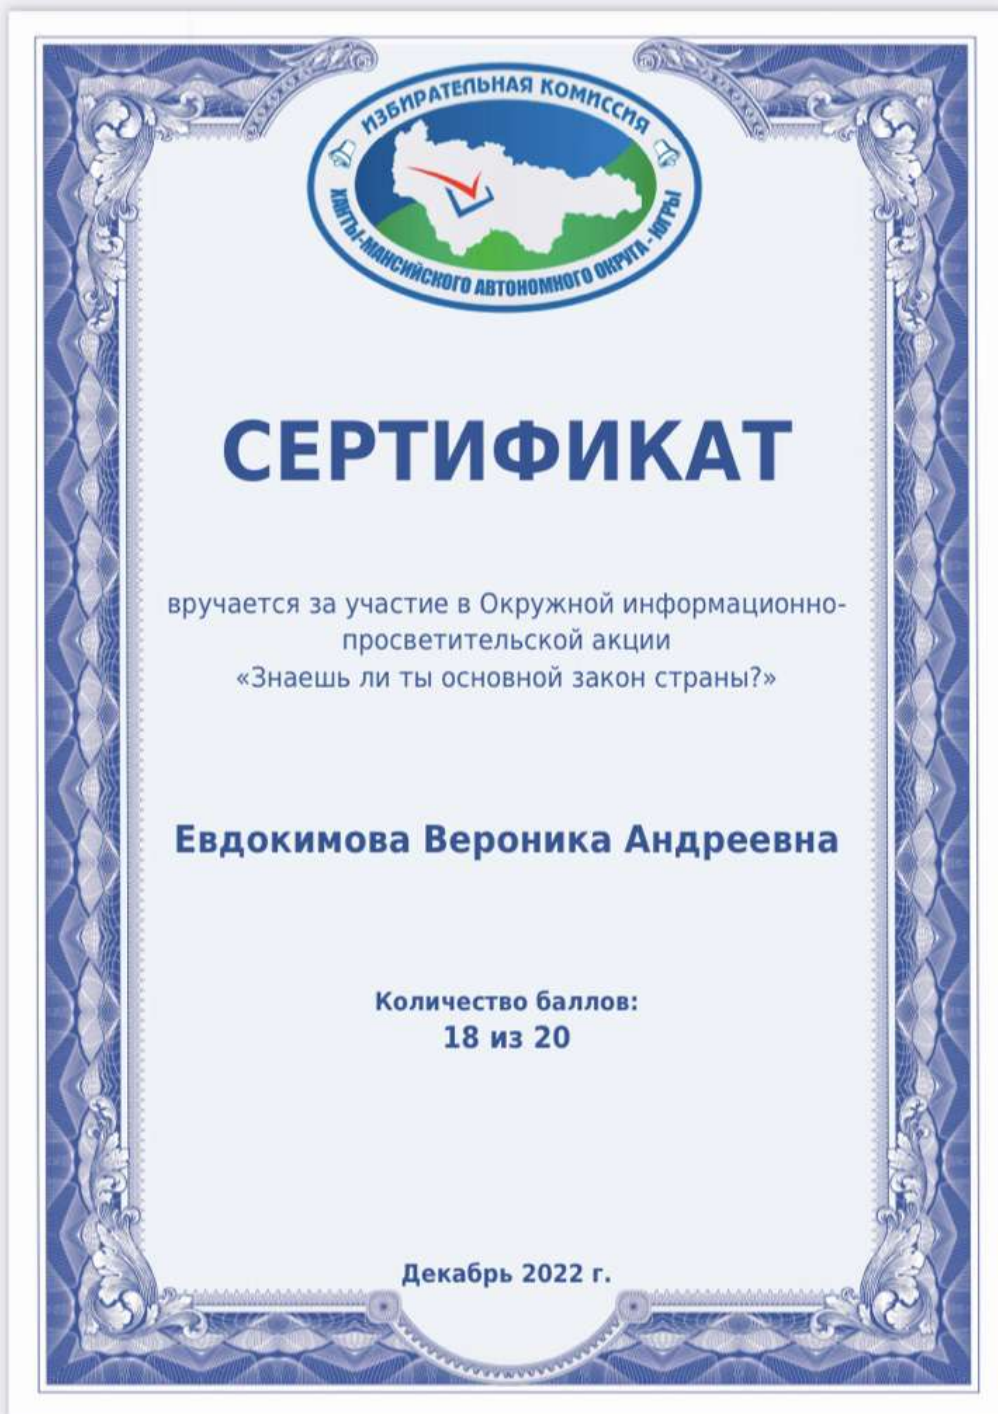 ИЗБИРАТЕЛЬНАЯ КОМИССИЯ
ХАНТЫ-МАНСИЙСКОГО АВТОНОМНОГО ОКРУГА - ЮГРЫ
СЕРТИФИКАТ
вручается за участие в Окружной информационно-
просветительской акции
«Знаешь ли ты основной закон страны?»
Евдокимова Вероника Андреевна
Количество баллов:
18 из 20
Декабрь 2022 г.